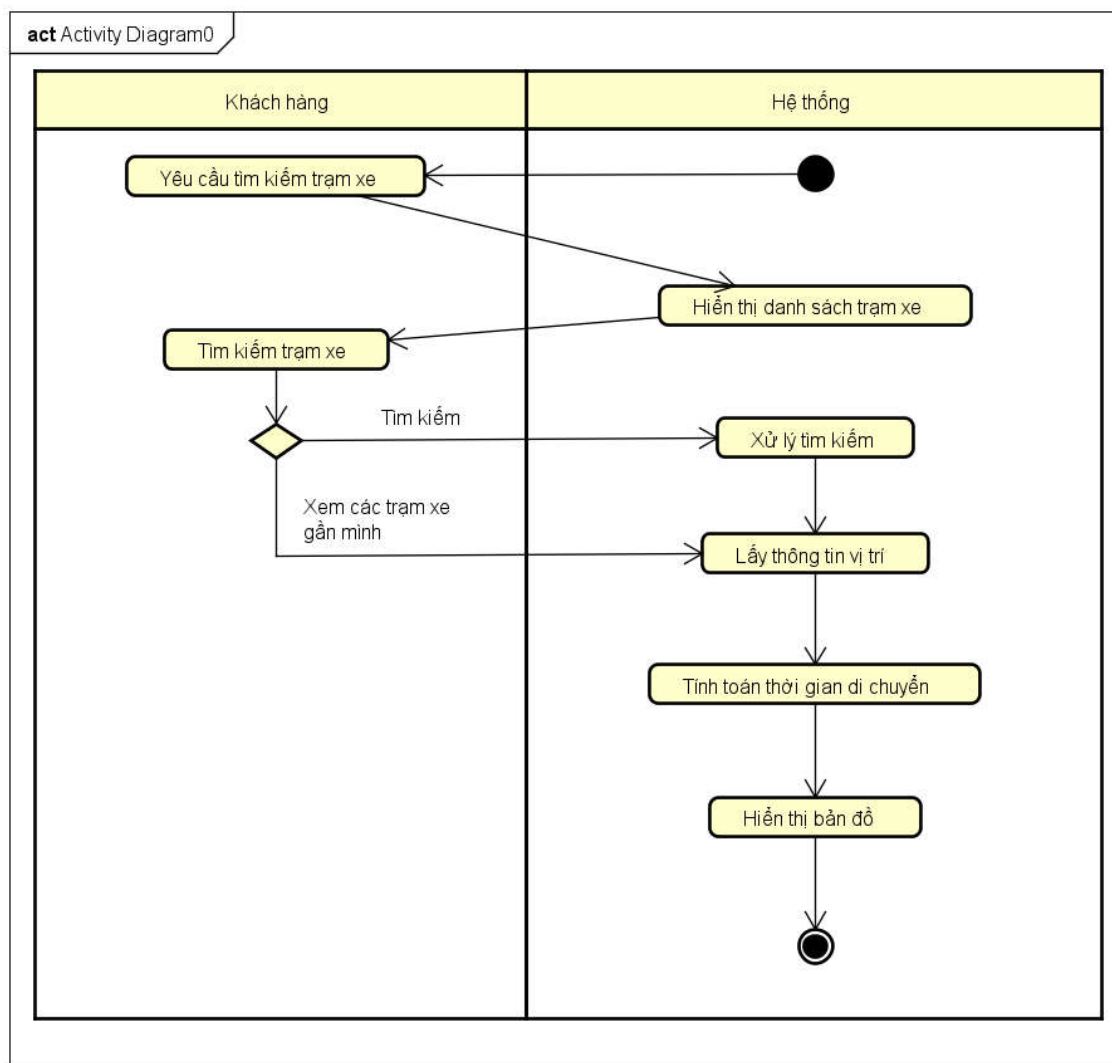 act Activity Diagram0
Khách hàng
Hệ thống
Yêu cầu tìm kiếm trạm xe
Hiển thị danh sách trạm xe
Tìm kiếm trạm xe
Tìm kiếm
Xử lý tìm kiếm
Xem các trạm xe
gần mình
Lấy thông tin vị trí
Tính toán thời gian di chuyển
Hiển thị bản đồ